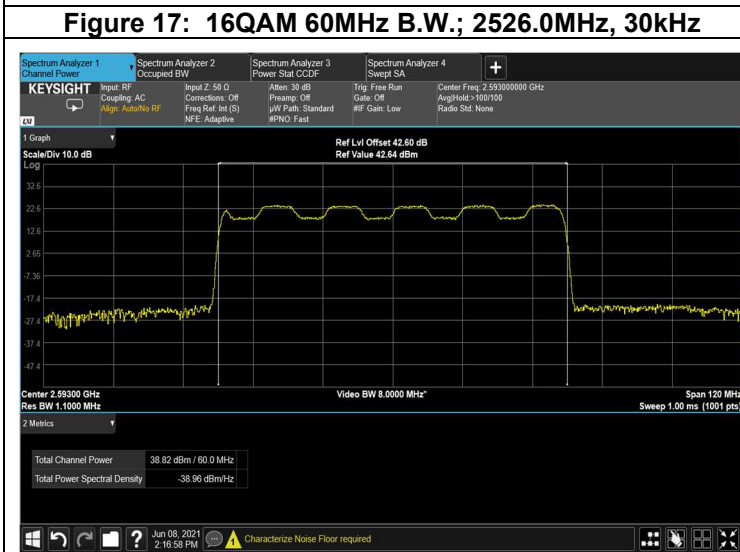 Figure 17: 16QAM 60MHz B.W.; 2526.0MHz, 30kHz
Spectrum Analyzer 1
Channel Power
Spectrum Analyzer 2
Occupied BW
Spectrum Analyzer 3
Power Stat CCDF
Spectrum Analyzer 4
Swept SA
KEYSIGHT
LXI
Input: RF
Coupling: AC
Align: Auto/No RF
Input Z: 50 Ω
Corrections: Off
Freq Ref: Int (S)
NFE: Adaptive
Atten: 30 dB
Preamp: Off
µW Path: Standard
#PNO: Fast
Trig: Free Run
Gate: Off
#IF Gain: Low
Center Freq: 2.593000000 GHz
Avg|Hold:>100/100
Radio Std: None
1 Graph
Scale/Div 10.0 dB
Ref Lvl Offset 42.60 dB
Ref Value 42.64 dBm
Log
32.6
22.6
12.6
2.65
-7.36
-17.4
-27.4
-37.4
-47.4
Center 2.59300 GHz
Res BW 1.1000 MHz
Video BW 8.0000 MHz*
Span 120 MHz
Sweep 1.00 ms (1001 pts)
2 Metrics
Total Channel Power 38.82 dBm / 60.0 MHz
Total Power Spectral Density -38.96 dBm/Hz
?
Jun 08, 2021
2:16:58 PM
1
Characterize Noise Floor required